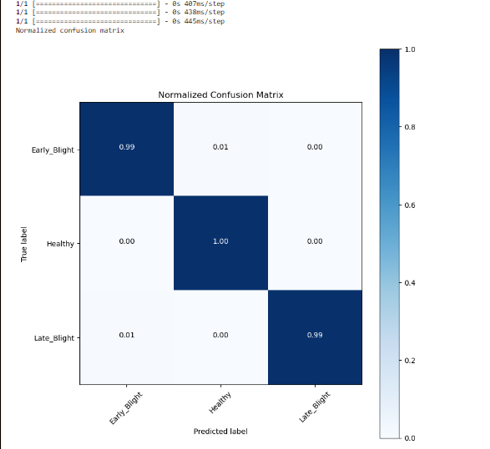 1/1 [==============================] - 0s 407ms/step
1/1 [==============================] - 0s 438ms/step
1/1 [==============================] - 0s 445ms/step
Normalized confusion matrix
Normalized Confusion Matrix
1.0
0.8
0.6
0.4
0.2
0.0
True label
Early_Blight 0.99 0.01 0.00
Healthy 0.00 1.00 0.00
Late_Blight 0.01 0.00 0.99
Early_Blight Healthy Late_Blight
Predicted label